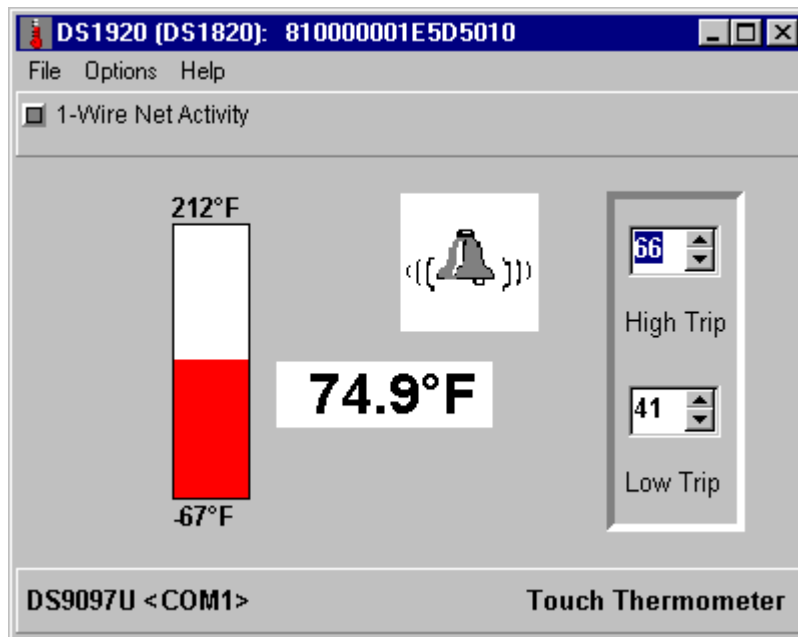 DS1920 (DS1820): 810000001E5D5010
File Options Help
1-Wire Net Activity
212°F
66
High Trip
74.9°F
41
Low Trip
-67°F
DS9097U <COM1> Touch Thermometer